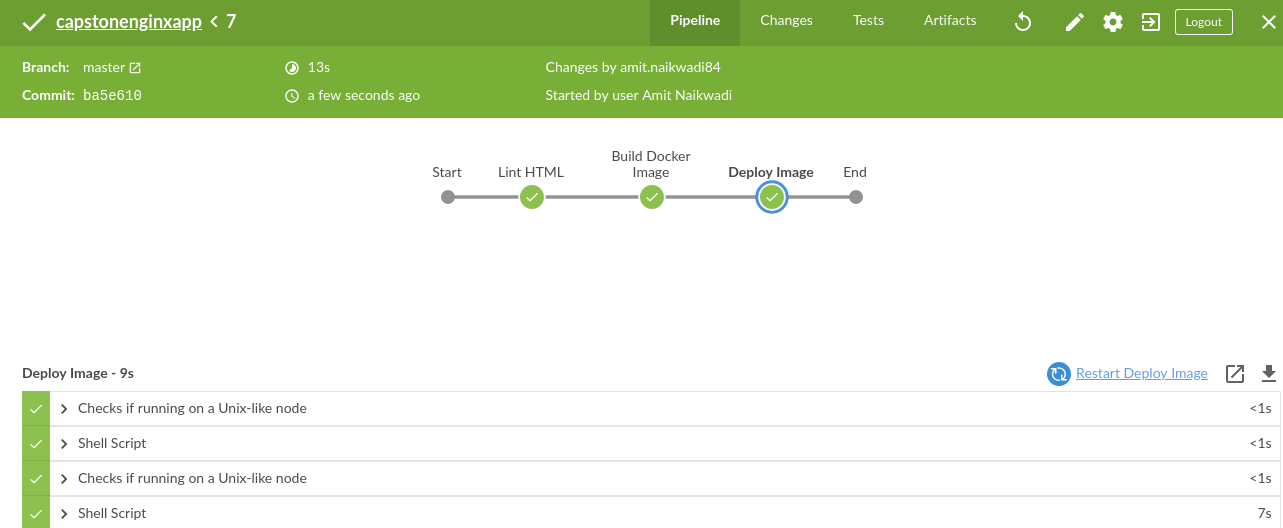 capstonenginxapp < 7
Pipeline Changes Tests Artifacts Logout
Branch: master 13s Changes by amit.naikwadi84
Commit: ba5e610 a few seconds ago Started by user Amit Naikwadi
Build Docker
Start Lint HTML Image Deploy Image End
Deploy Image - 9s Restart Deploy Image
Checks if running on a Unix-like node <1s
Shell Script <1s
Checks if running on a Unix-like node <1s
Shell Script 7s